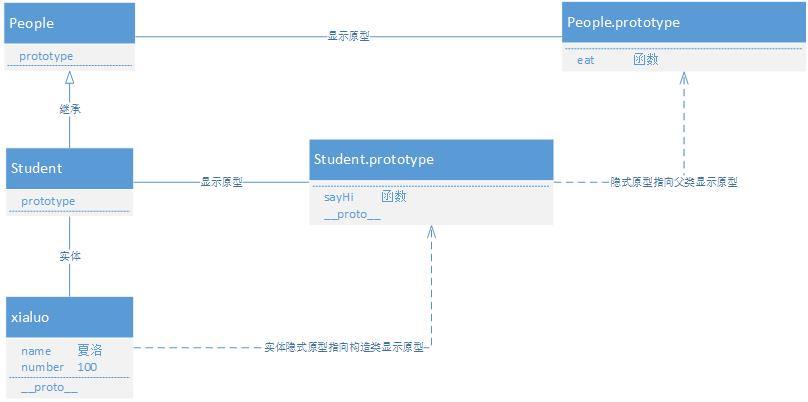 People
prototype
显示原型
People.prototype
eat 函数
继承
Student
prototype
显示原型
Student.prototype
sayHi 函数
__proto__
隐式原型指向父类显示原型
实体
xialuo
name 夏洛
number 100
__proto__
实体隐式原型指向构造类显示原型